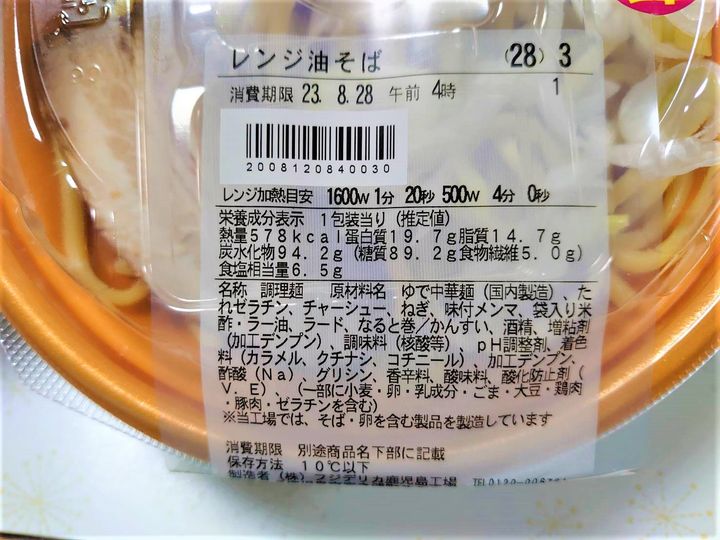 レンジ油そば (28) 3
消費期限 23. 8.28 午前 4時 1
2008120840030
レンジ加熱目安 1600W 1分 20秒 500W 4分 0秒
栄養成分表示 1包装当り(推定値)
熱量578kcal蛋白質19.7g脂質14.7g
炭水化物94.2g(糖質89.2g食物繊維5.0g)
食塩相当量6.5g
名称 調理麺 原材料名 ゆで中華麺(国内製造)、た
れゼラチン、チャーシュー、ねぎ、味付メンマ、袋入り米
酢・ラー油、ラード、なると巻/かんすい、酒精、増粘剤
(加工デンプン)、調味料(核酸等)、pH調整剤、着色
料(カラメル、クチナシ、コチニール)、加工デンプン、
酢酸(Na)、グリシン、香辛料、酸味料、酸化防止剤(
V.E)、(一部に小麦・卵・乳成分・ごま・大豆・鶏肉
・豚肉・ゼラチンを含む)
※当工場では、そば・卵を含む製品を製造しています
消費期限 別途商品名下部に記載
保存方法 10℃以下
製造者 (株)フジデリカ鹿児島工場